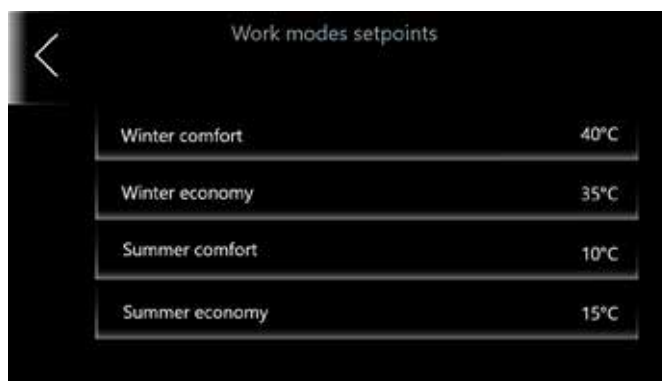 Work modes setpoints
Winter comfort 40°C
Winter economy 35°C
Summer comfort 10°C
Summer economy 15°C